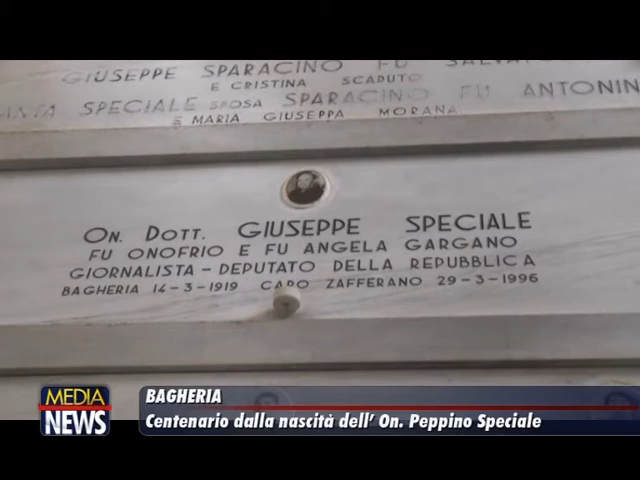 GIUSEPPE SPARACINO FU
E CRISTINA SCADUTO
SPECIALE SPOSA SPARACINO FU ANTONIN
E MARIA GIUSEPPA MORANA
ON. DOTT. GIUSEPPE SPECIALE
FU ONOFRIO E FU ANGELA GARGANO
GIORNALISTA - DEPUTATO DELLA REPUBBLICA
BAGHERIA 14-3-1919 CAPO ZAFFERANO 29-3-1996
MEDIA
NEWS
BAGHERIA
Centenario dalla nascità dell' On. Peppino Speciale